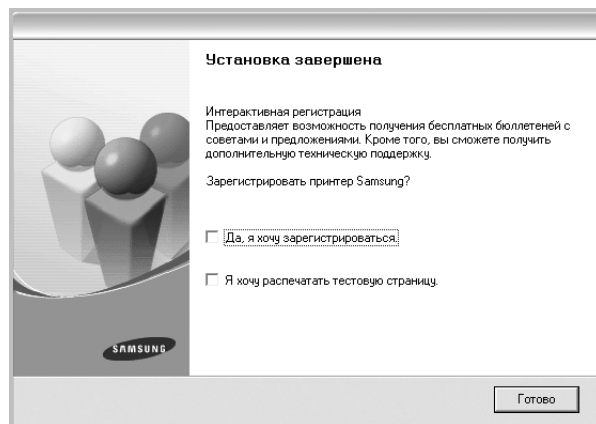 Установка завершена
Интерактивная регистрация
Предоставляет возможность получения бесплатных бюллетеней с
советами и предложениями. Кроме того, вы сможете получить
дополнительную техническую поддержку.
Зарегистрировать принтер Samsung?
Да, я хочу зарегистрироваться.
Я хочу распечатать тестовую страницу.
SAMSUNG
Готово